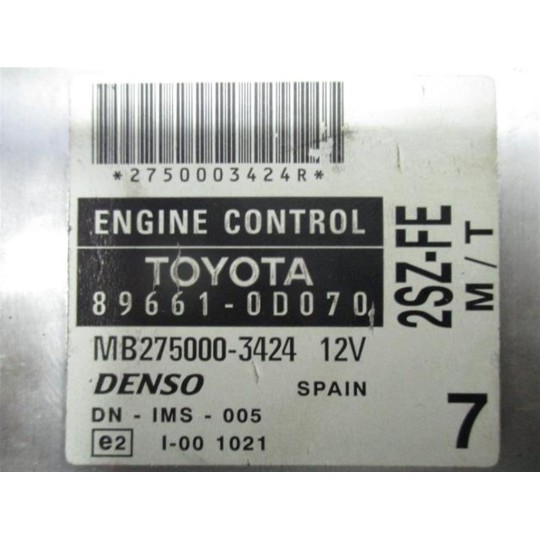 *2750003424R*
ENGINE CONTROL
TOYOTA
89661-0D070
2SZ-FE
M/T
MB275000-3424 12V
DENSO SPAIN
DN - IMS - 005
e2 I-00 1021
7